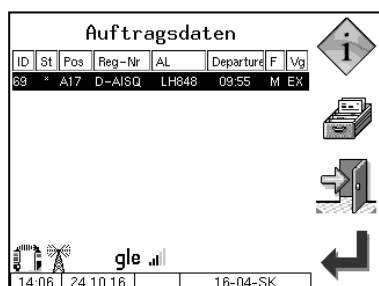 Auftragsdaten
ID St Pos Reg-Nr AL Departure F Vg
69 * A17 D-AISQ LH848 09:55 M EX
i
gle
14:06 24.10.16 16-04-SK